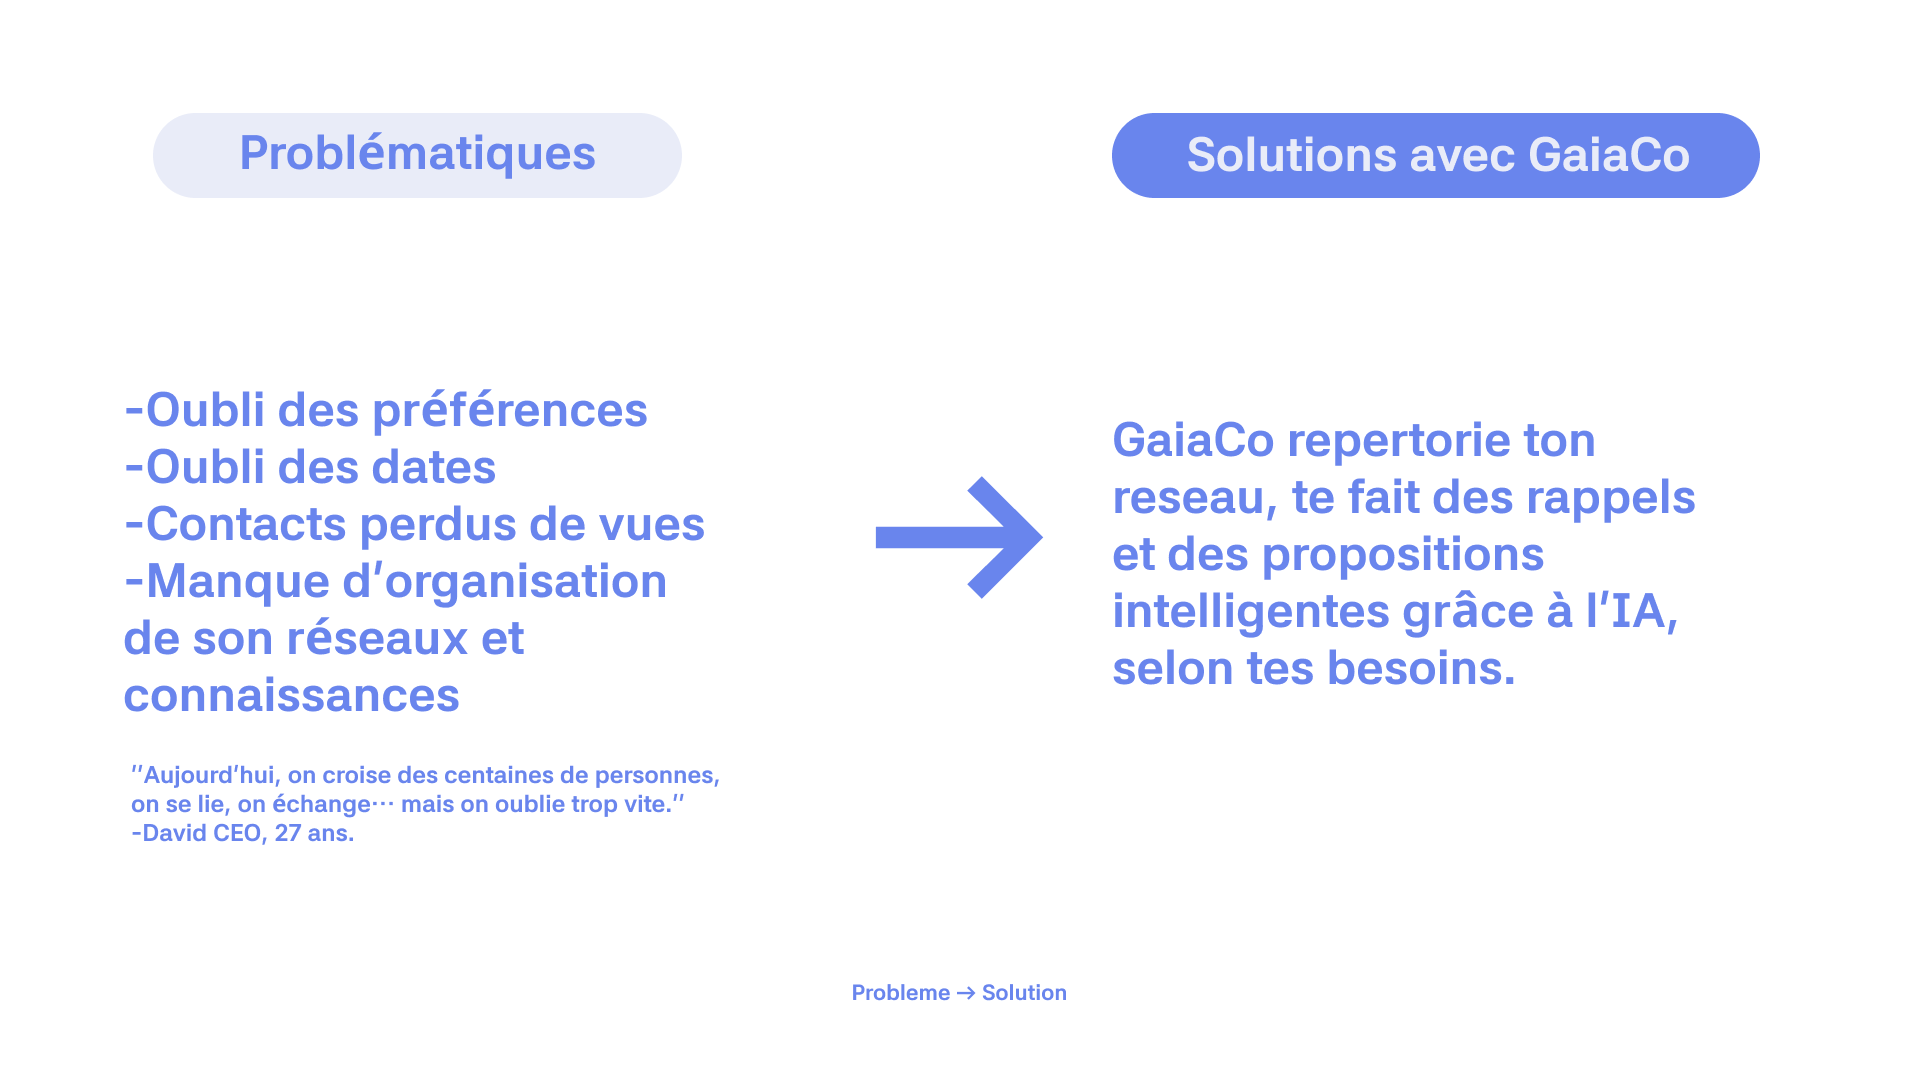 Problématiques
Solutions avec GaiaCo
-Oubli des préférences
-Oubli des dates
-Contacts perdus de vues
-Manque d'organisation
de son réseaux et
connaissances
''Aujourd'hui, on croise des centaines de personnes,
on se lie, on échange··· mais on oublie trop vite.''
-David CEO, 27 ans.
GaiaCo repertorie ton
reseau, te fait des rappels
et des propositions
intelligentes grâce à l'IA,
selon tes besoins.
Probleme → Solution